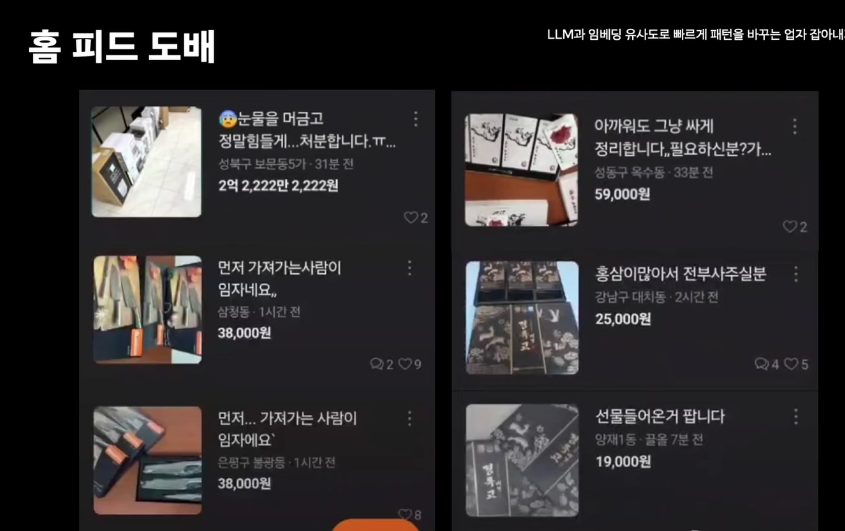 홈 피드 도배
LLM과 임베딩 유사도로 빠르게 패턴을 바꾸는 업자 잡아내
😰눈물을 머금고
정말힘들게...처분합니다.ㅠ...
성북구 보문동5가 · 31분 전
2억 2,222만 2,222원
2
먼저 가져가는사람이
임자네요,,
삼청동 · 1시간 전
38,000원
2 9
먼저... 가져가는 사람이
임자에요`
은평구 불광동 · 1시간 전
38,000원
8
아까워도 그냥 싸게
정리합니다,,필요하신분?가...
성동구 옥수동 · 33분 전
59,000원
2
홍삼이많아서 전부사주실분
강남구 대치동 · 2시간 전
25,000원
4 5
선물들어온거 팝니다
양재1동 · 끌올 7분 전
19,000원